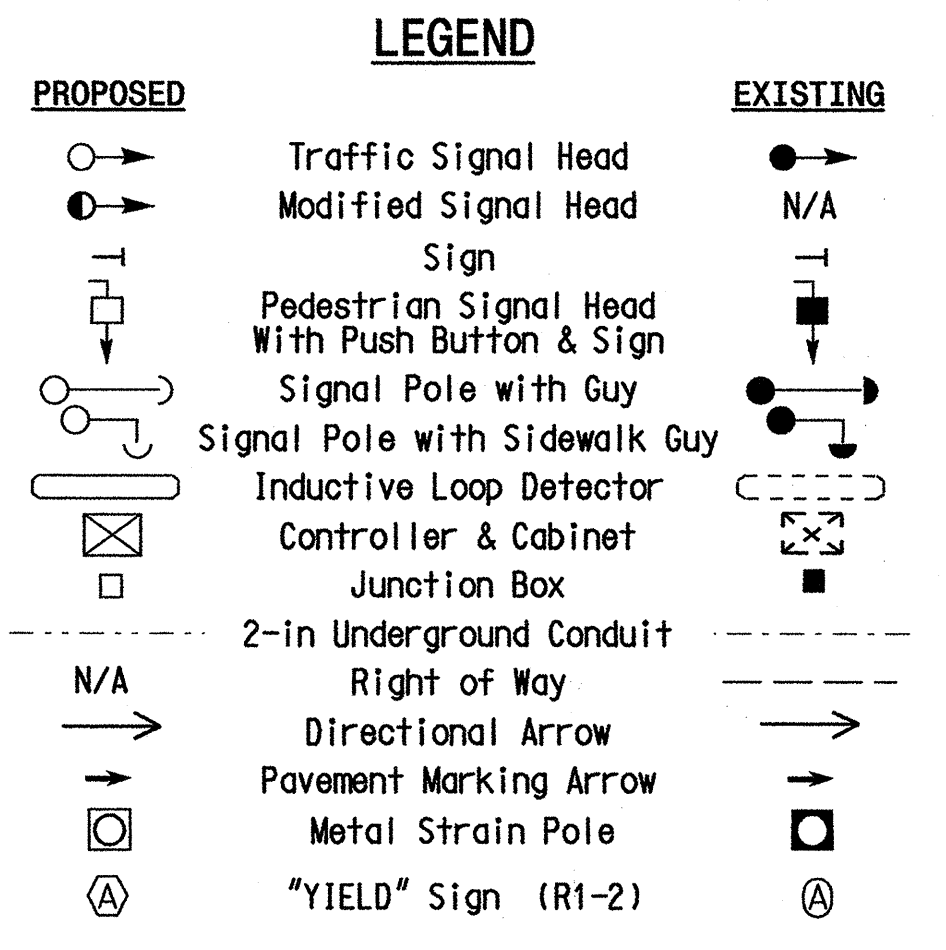 LEGEND
PROPOSED EXISTING
Traffic Signal Head
Modified Signal Head N/A
Sign
Pedestrian Signal Head
With Push Button & Sign
Signal Pole with Guy
Signal Pole with Sidewalk Guy
Inductive Loop Detector
Controller & Cabinet
Junction Box
2-in Underground Conduit
N/A Right of Way
Directional Arrow
Pavement Marking Arrow
Metal Strain Pole
A "YIELD" Sign (R1-2) A